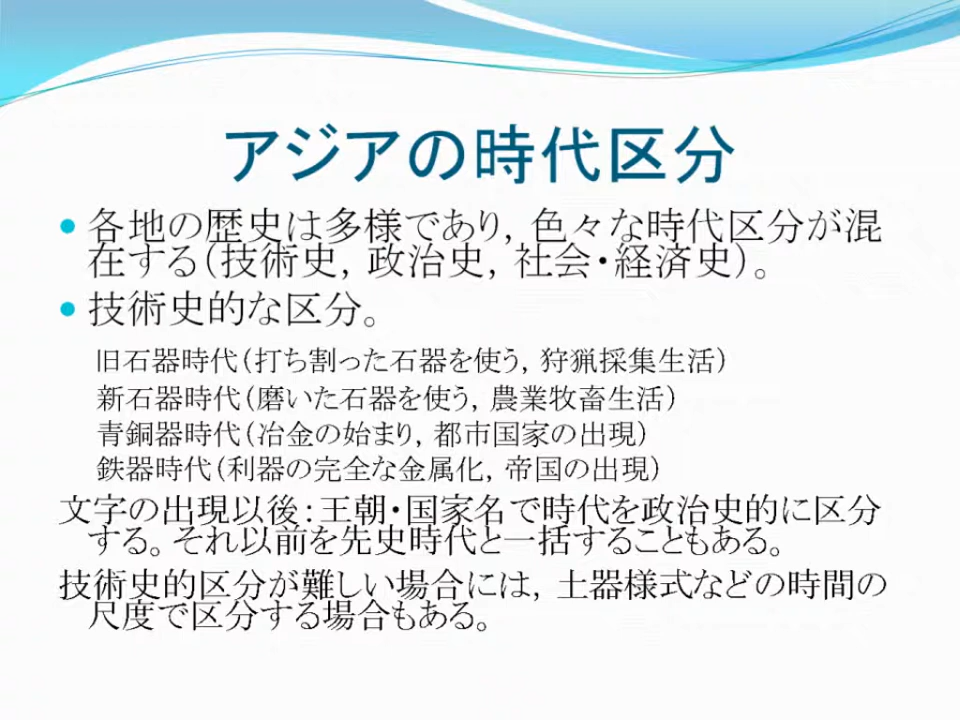 アジアの時代区分
• 各地の歴史は多様であり，色々な時代区分が混
在する（技術史，政治史，社会・経済史）。
• 技術史的な区分。
旧石器時代（打ち割った石器を使う，狩猟採集生活）
新石器時代（磨いた石器を使う，農業牧畜生活）
青銅器時代（冶金の始まり，都市国家の出現）
鉄器時代（利器の完全な金属化，帝国の出現）
文字の出現以後：王朝・国家名で時代を政治史的に区分
する。それ以前を先史時代と一括することもある。
技術史的区分が難しい場合には，土器様式などの時間の
尺度で区分する場合もある。